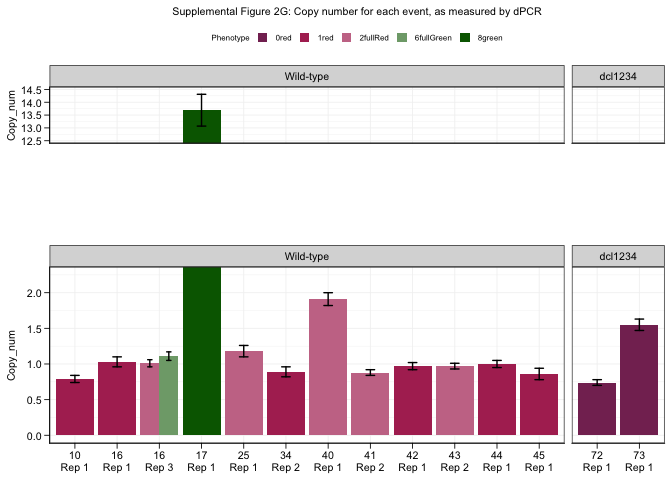 Supplemental Figure 2G: Copy number for each event, as measured by dPCR
Phenotype 0red 1red 2fullRed 6fullGreen 8green
Wild-type dcl1234
Copy_num
14.5
14.0
13.5
13.0
12.5
Wild-type dcl1234
Copy_num
2.0
1.5
1.0
0.5
0.0
10 16 16 17 25 34 40 41 42 43 44 45 72 73
Rep 1 Rep 1 Rep 3 Rep 1 Rep 1 Rep 2 Rep 1 Rep 2 Rep 1 Rep 2 Rep 1 Rep 1 Rep 1 Rep 1